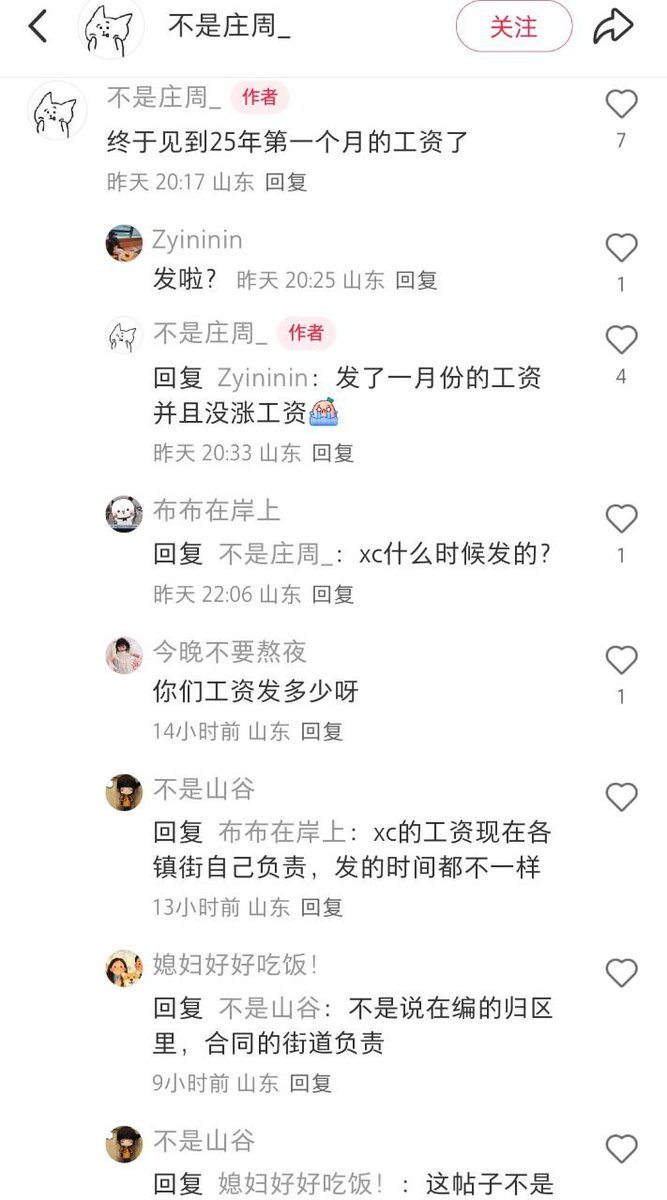 不是庄周_
关注
不是庄周_ 作者
终于见到25年第一个月的工资了
7
昨天 20:17 山东 回复
Zyininin
发啦? 昨天 20:25 山东 回复
1
不是庄周_ 作者
回复 Zyininin：发了一月份的工资
4
并且没涨工资
昨天 20:33 山东 回复
布布在岸上
回复 不是庄周_：xc什么时候发的?
1
昨天 22:06 山东 回复
今晚不要熬夜
你们工资发多少呀
1
14小时前 山东 回复
不是山谷
回复 布布在岸上：xc的工资现在各
镇街自己负责，发的时间都不一样
13小时前 山东 回复
媳妇好好吃饭！
回复 不是山谷：不是说在编的归区
里，合同的街道负责
9小时前 山东 回复
不是山谷
回复 媳妇好好吃饭！：这帖子不是